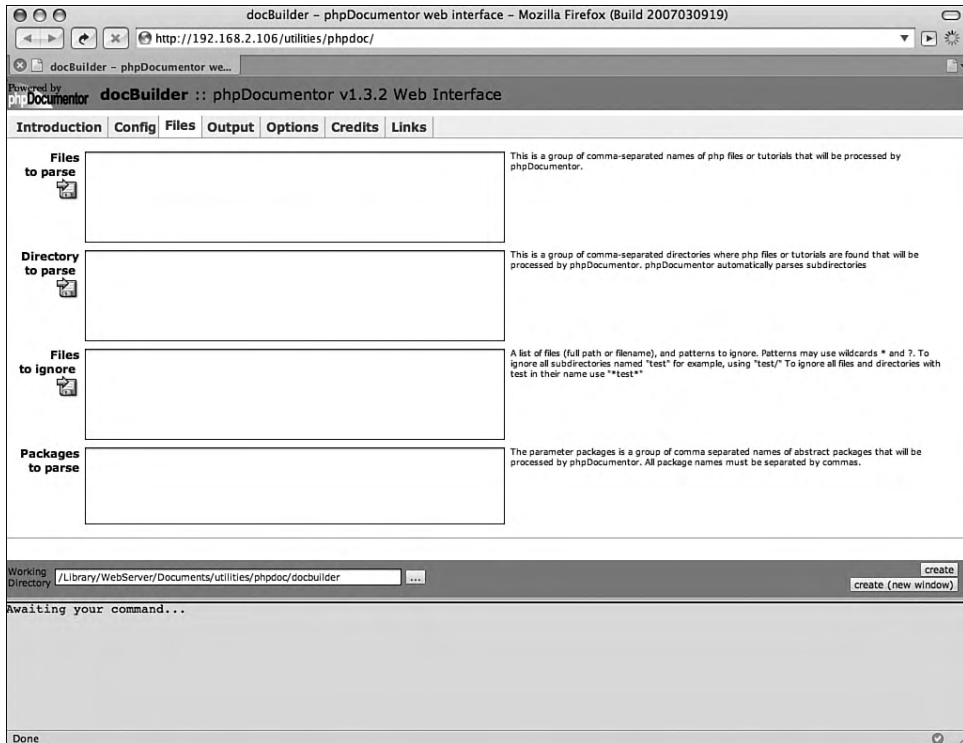 docBuilder – phpDocumentor web interface – Mozilla Firefox (Build 2007030919)
http://192.168.2.106/utilities/phpdoc/
docBuilder – phpDocumentor we...
Powered by
phpDocumentor
docBuilder :: phpDocumentor v1.3.2 Web Interface
Introduction Config Files Output Options Credits Links
Files
to parse
This is a group of comma-separated names of php files or tutorials that will be processed by
phpDocumentor.
Directory
to parse
This is a group of comma-separated directories where php files or tutorials are found that will be
processed by phpDocumentor. phpDocumentor automatically parses subdirectories
Files
to ignore
A list of files (full path or filename), and patterns to ignore. Patterns may use wildcards * and ?. To
ignore all subdirectories named "test" for example, using "test/" To ignore all files and directories with
test in their name use "*test*"
Packages
to parse
The parameter packages is a group of comma separated names of abstract packages that will be
processed by phpDocumentor. All package names must be separated by commas.
Working
Directory
/Library/WebServer/Documents/utilities/phpdoc/docbuilder
...
create
create (new window)
Awaiting your command...
Done